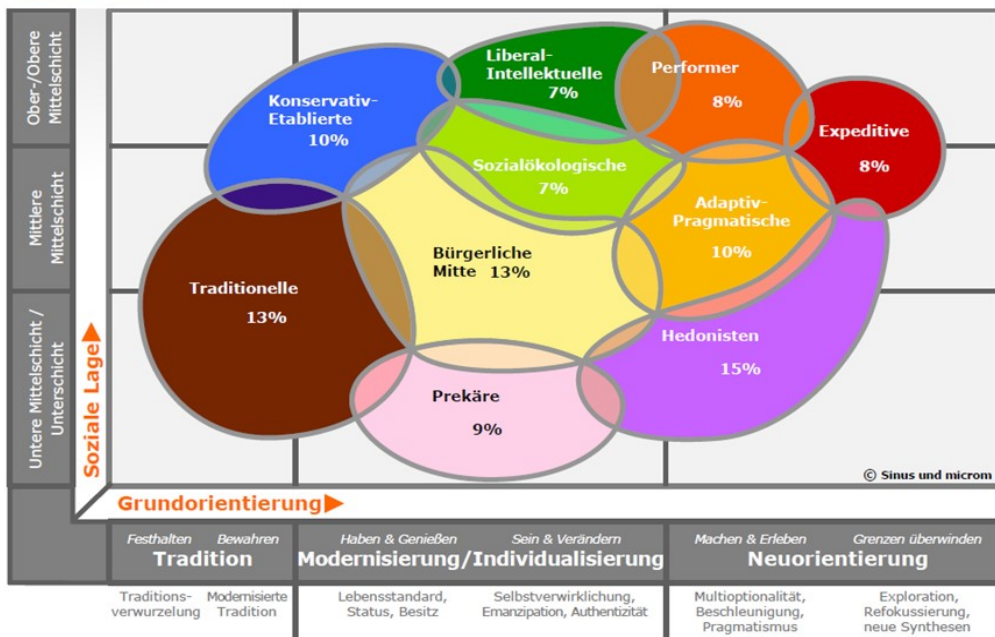 Ober-/Obere
Mittelschicht
Mittlere
Mittelschicht
Untere Mittelschicht /
Unterschicht
Soziale Lage
Konservativ-
Etablierte
10%
Liberal-
Intellektuelle
7%
Performer
8%
Expeditive
8%
Sozialökologische
7%
Adaptiv-
Pragmatische
10%
Bürgerliche
Mitte 13%
Traditionelle
13%
Hedonisten
15%
Prekäre
9%
© Sinus und microm
Grundorientierung
Festhalten Bewahren
Tradition
Haben & Genießen Sein & Verändern
Modernisierung/Individualisierung
Machen & Erleben Grenzen überwinden
Neuorientierung
Traditions-
verwurzelung
Modernisierte
Tradition
Lebensstandard,
Status, Besitz
Selbstverwirklichung,
Emanzipation, Authentizität
Multioptionalität,
Beschleunigung,
Pragmatismus
Exploration,
Refokussierung,
neue Synthesen